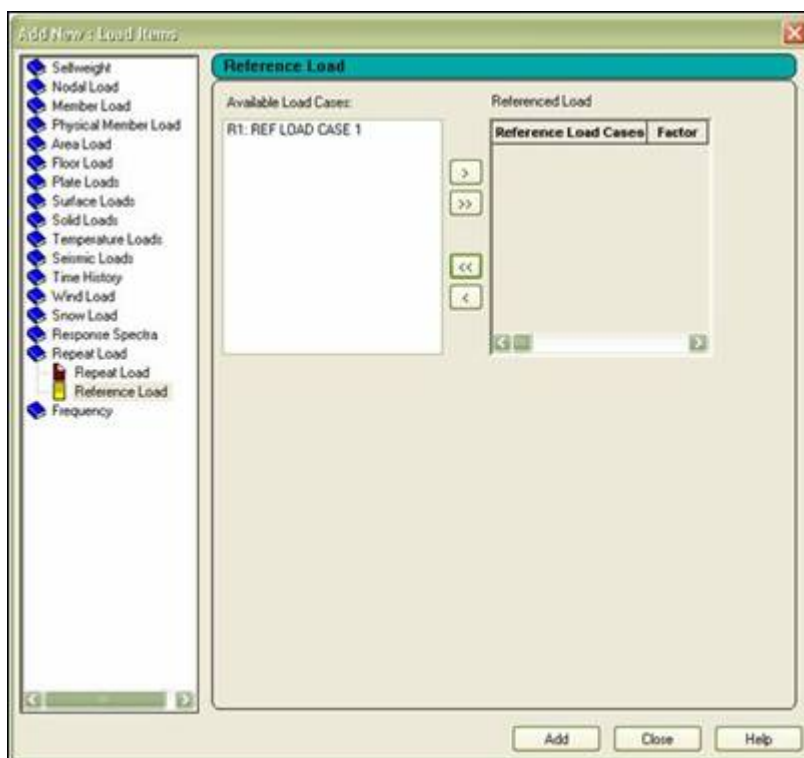 Add New : Load Items
Selfweight
Nodal Load
Member Load
Physical Member Load
Area Load
Floor Load
Plate Loads
Surface Loads
Solid Loads
Temperature Loads
Seismic Loads
Time History
Wind Load
Snow Load
Response Spectra
Repeat Load
Repeat Load
Reference Load
Frequency
Reference Load
Available Load Cases:
R1: REF LOAD CASE 1
>
>>
<<
<
Referenced Load
Reference Load Cases Factor
Add Close Help